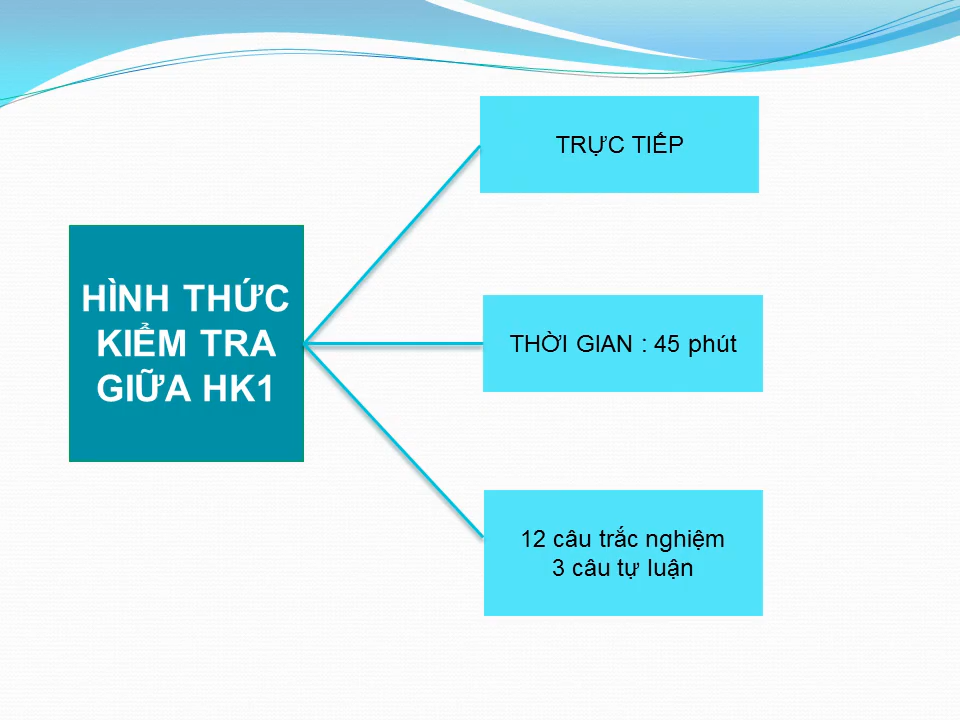 HÌNH THỨC
KIỂM TRA
GIỮA HK1
TRỰC TIẾP
THỜI GIAN : 45 phút
12 câu trắc nghiệm
3 câu tự luận